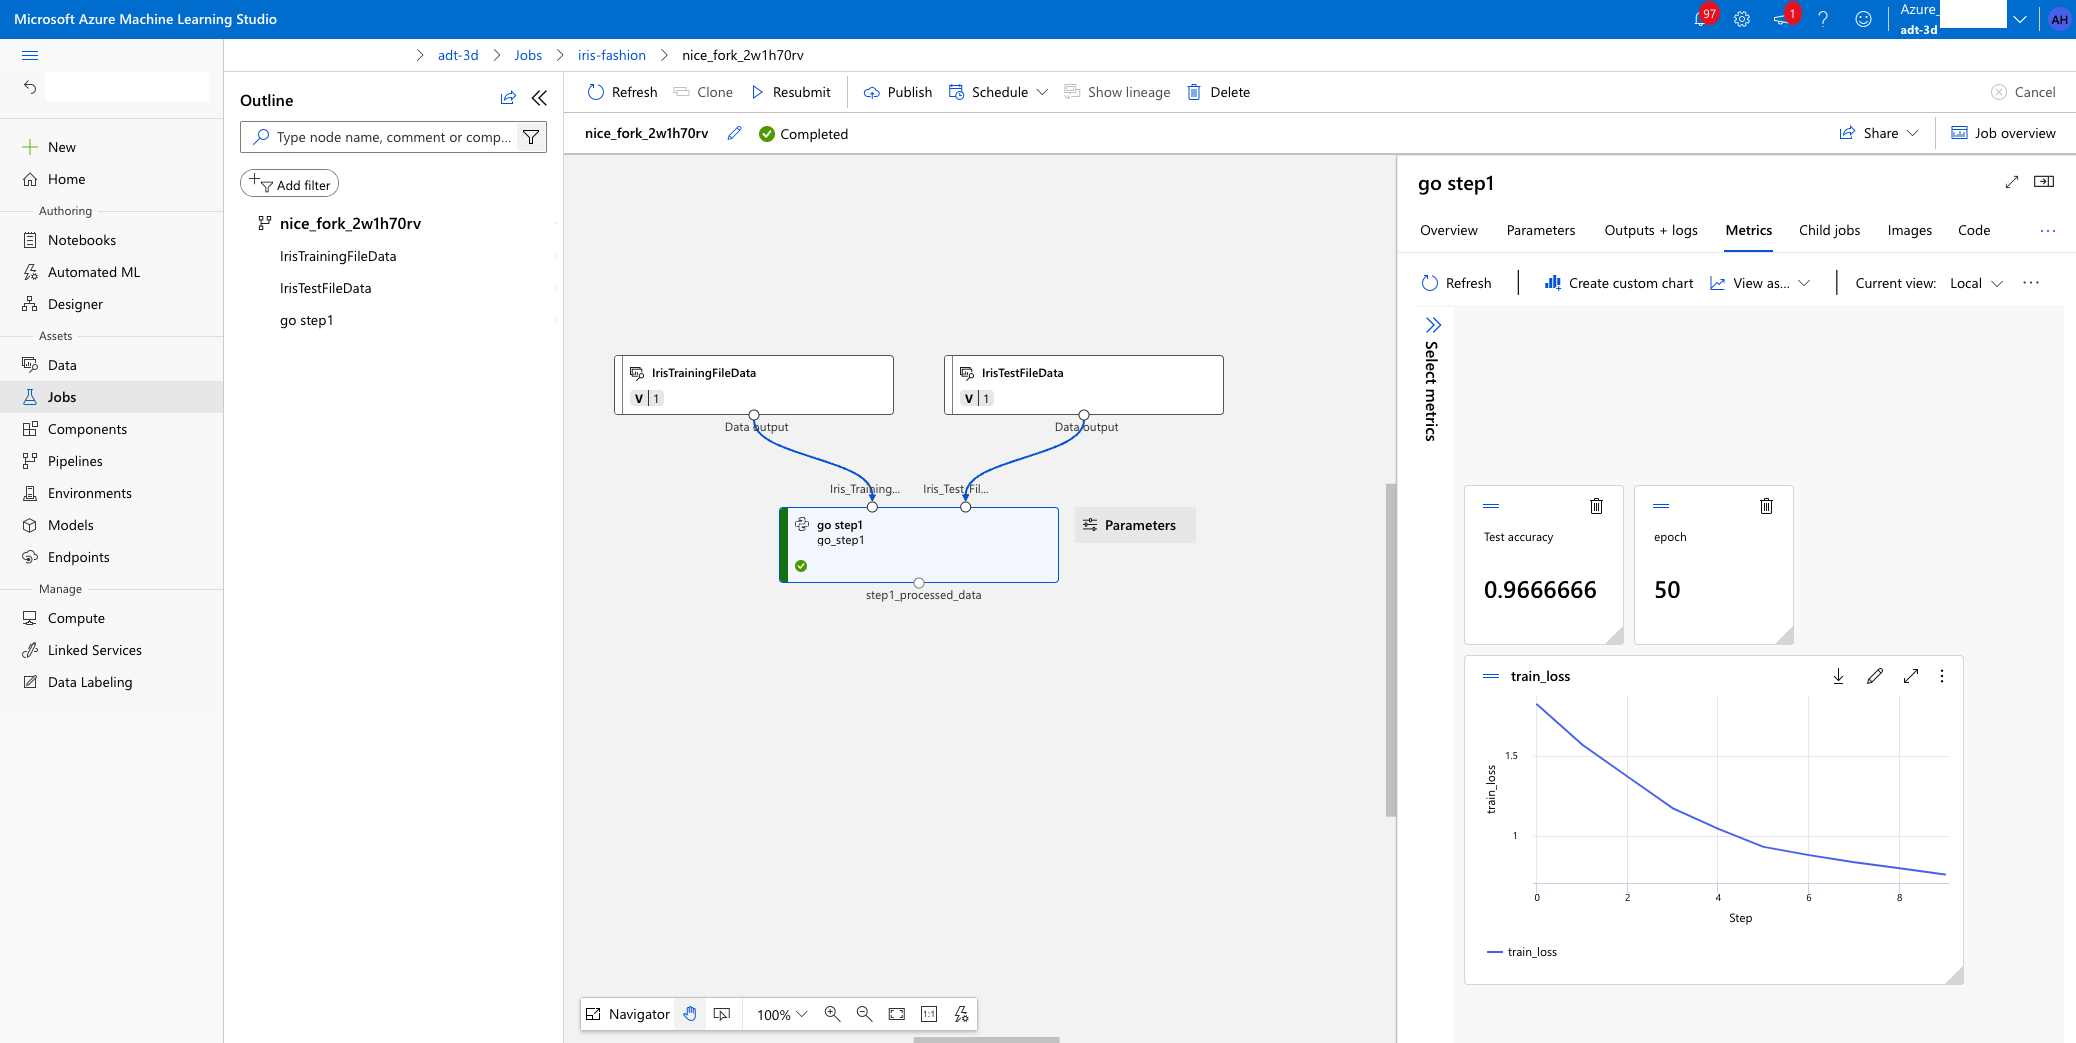 Microsoft Azure Machine Learning Studio
97
1
?
Azure_
adt-3d
AH
adt-3d
Jobs
iris-fashion
nice_fork_2w1h70rv
New
Home
Authoring
Notebooks
Automated ML
Designer
Assets
Data
Jobs
Components
Pipelines
Environments
Models
Endpoints
Manage
Compute
Linked Services
Data Labeling
Outline
Type node name, comment or comp...
Add filter
nice_fork_2w1h70rv
IrisTrainingFileData
IrisTestFileData
go step1
Refresh
Clone
Resubmit
Publish
Schedule
Show lineage
Delete
Cancel
nice_fork_2w1h70rv
Completed
Share
Job overview
IrisTrainingFileData
V 1
Data output
IrisTestFileData
V 1
Data output
Iris_Training...
Iris_Test_Fil...
go step1
go_step1
step1_processed_data
Parameters
Navigator
100%
1:1
go step1
Overview
Parameters
Outputs + logs
Metrics
Child jobs
Images
Code
Refresh
Create custom chart
View as...
Current view:
Local
Select metrics
Test accuracy
0.9666666
epoch
50
train_loss
train_loss
1.5
1
0
2
4
6
8
Step
train_loss